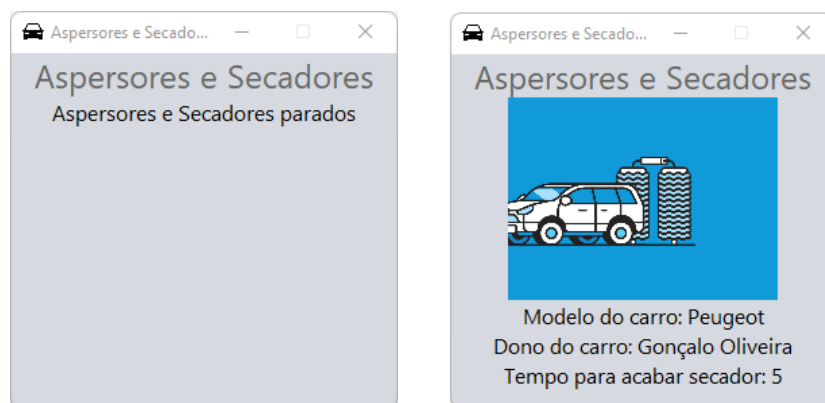 Aspersores e Secado...
Aspersores e Secadores
Aspersores e Secadores parados
Aspersores e Secado...
Aspersores e Secadores
Modelo do carro: Peugeot
Dono do carro: Gonçalo Oliveira
Tempo para acabar secador: 5